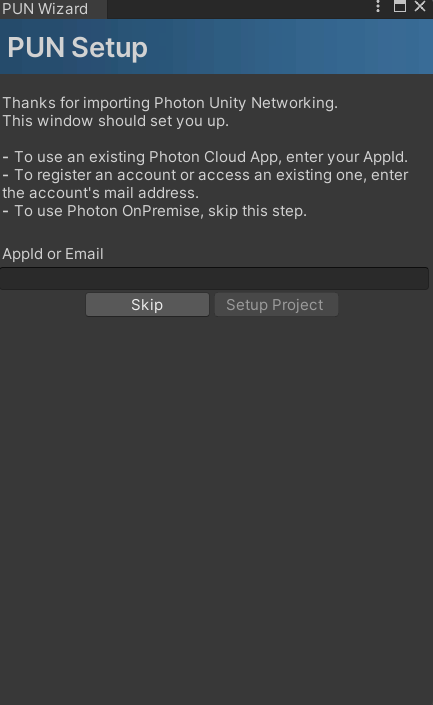 PUN Wizard
PUN Setup
Thanks for importing Photon Unity Networking.
This window should set you up.
- To use an existing Photon Cloud App, enter your AppId.
- To register an account or access an existing one, enter
the account's mail address.
- To use Photon OnPremise, skip this step.
AppId or Email
Skip
Setup Project